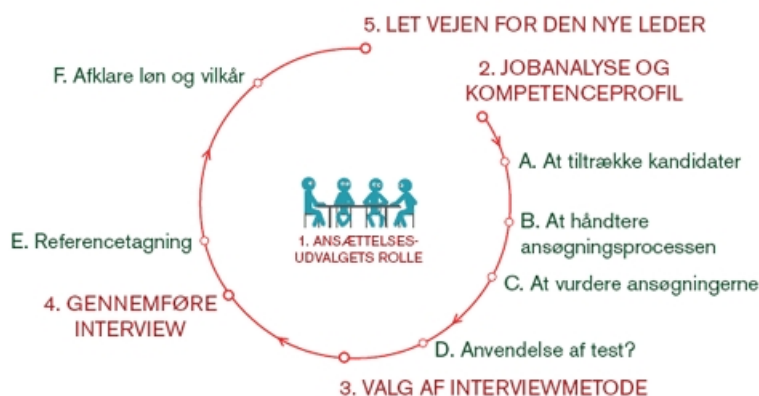 5. LET VEJEN FOR DEN NYE LEDER
F. Afklare løn og vilkår
2. JOBANALYSE OG
KOMPETENCEPROFIL
A. At tiltrække kandidater
B. At håndtere
ansøgningsprocessen
1. ANSÆTTELSES-
UDVALGETS ROLLE
E. Referencetagning
C. At vurdere ansøgningerne
4. GENNEMFØRE
INTERVIEW
D. Anvendelse af test?
3. VALG AF INTERVIEWMETODE